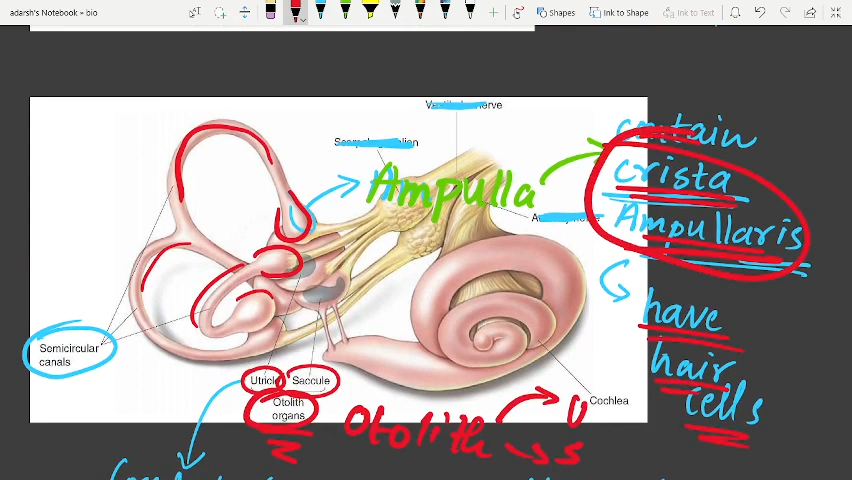 adarsh's Notebook » bio
Shapes
Ink to Shape
Ink to Text
nerve
contain
crista
Ampullaris
Ampulla
have
hair
cells
Semicircular
canals
Utricle
Saccule
Otolith
organs
Cochlea
Otolith
U
S